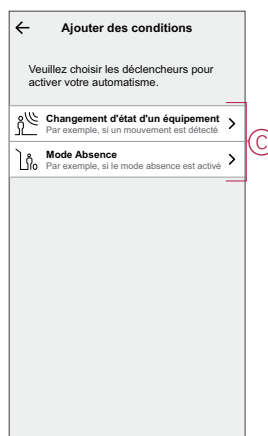 Ajouter des conditions
Veuillez choisir les déclencheurs pour
activer votre automatisme.
Changement d'état d'un équipement
Par exemple, si un mouvement est détecté
C
Mode Absence
Par exemple, si le mode absence est activé